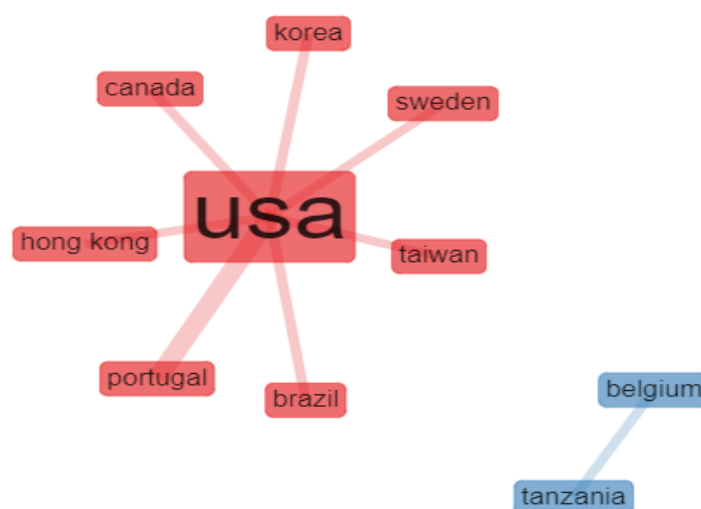 korea
canada
sweden
usa
hong kong
taiwan
portugal
brazil
belgium
tanzania